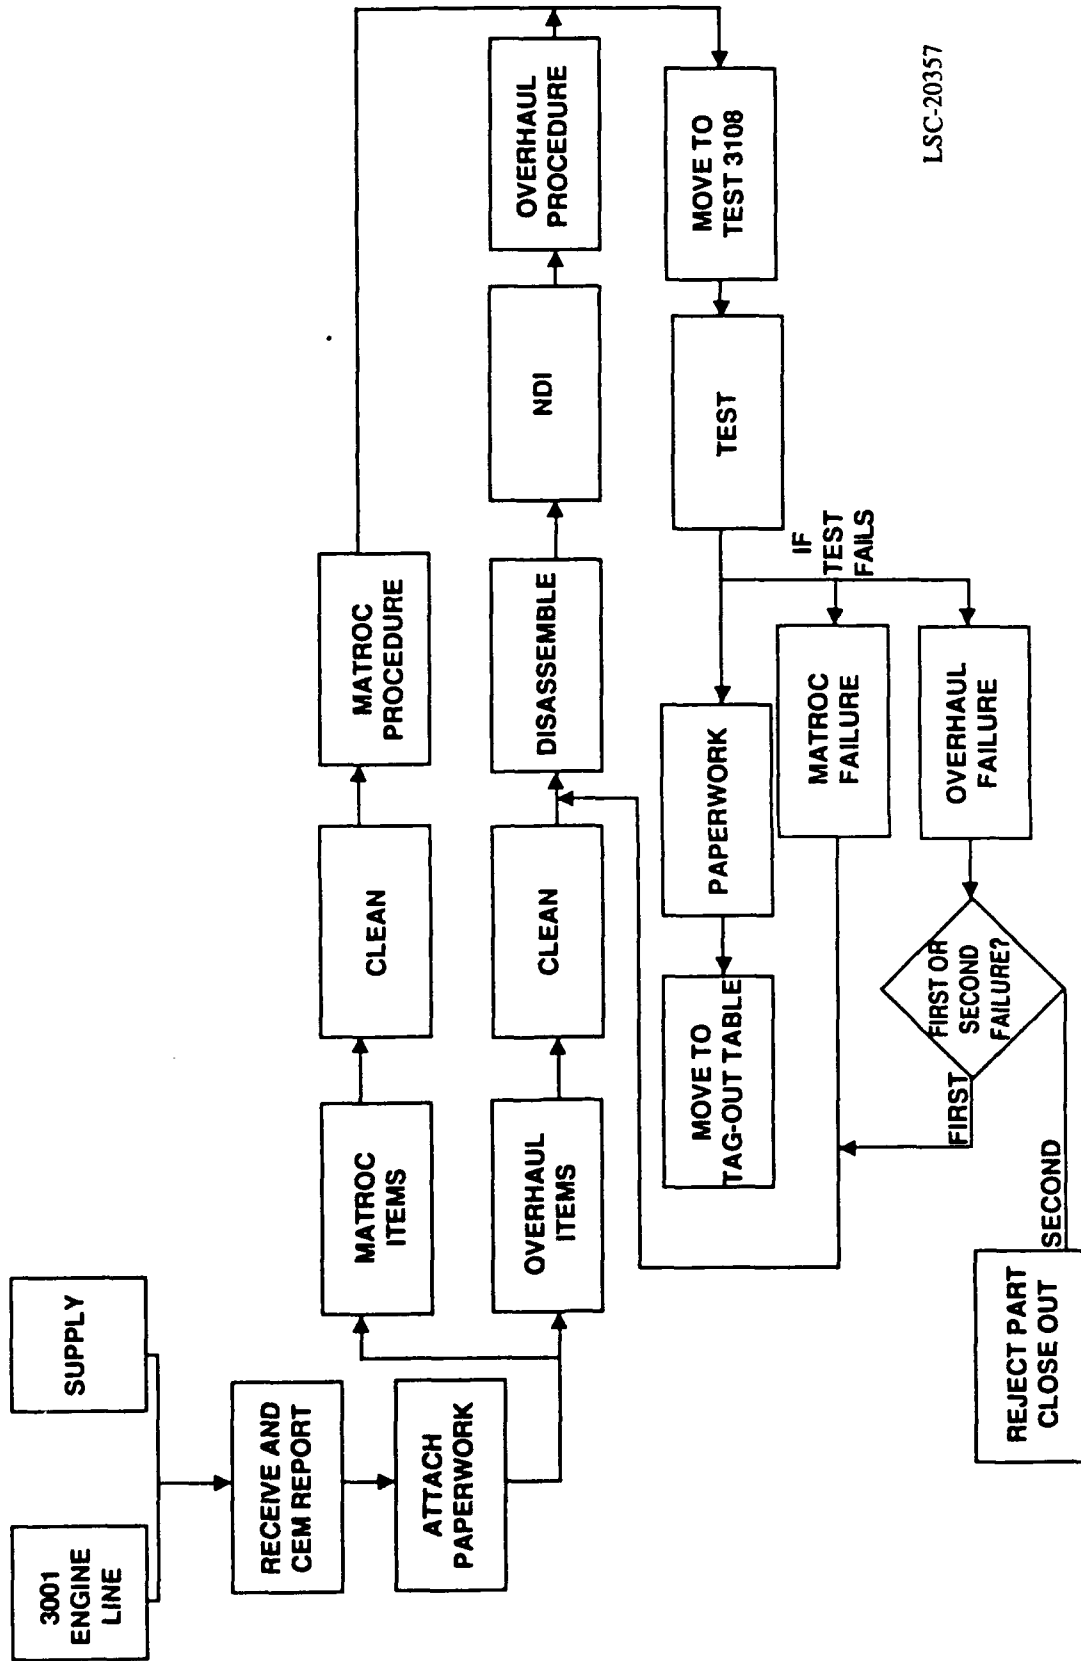 3001
ENGINE
LINE
SUPPLY
RECEIVE AND
CEM REPORT
ATTACH
PAPERWORK
MATROC
ITEMS
CLEAN
MATROC
PROCEDURE
OVERHAUL
ITEMS
CLEAN
DISASSEMBLE
NDI
OVERHAUL
PROCEDURE
MOVE TO
TEST 3108
TEST
IF
TEST
FAILS
PAPERWORK
MOVE TO
TAG-OUT TABLE
MATROC
FAILURE
OVERHAUL
FAILURE
FIRST OR
SECOND
FAILURE?
FIRST
SECOND
REJECT PART
CLOSE OUT
LSC-20357